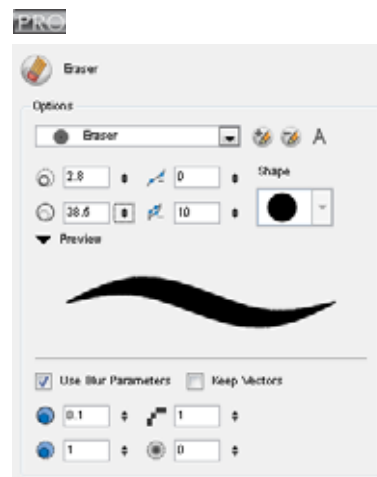 PRO
Eraser
Options
Eraser A
2.8 0 Shape
38.6 10
Preview
Use Blur Parameters Keep Vectors
0.1 1
1 0